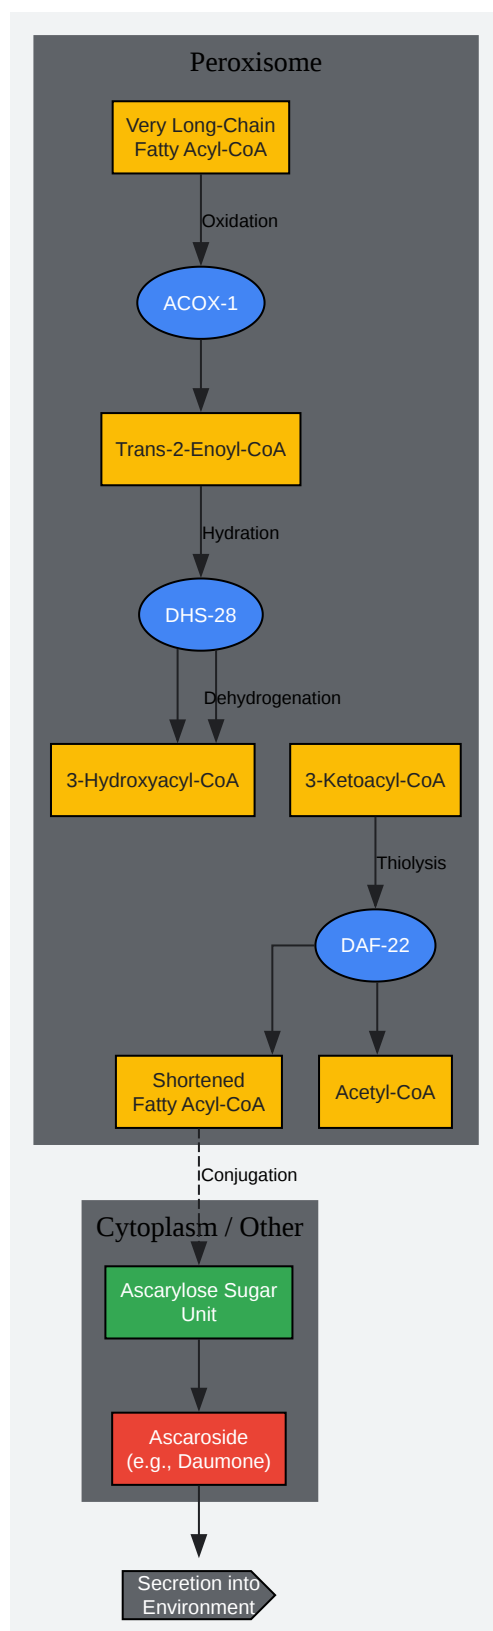 Peroxisome
Very Long-Chain
Fatty Acyl-CoA
Oxidation
ACOX-1
Trans-2-Enoyl-CoA
Hydration
DHS-28
Dehydrogenation
3-Hydroxyacyl-CoA
3-Ketoacyl-CoA
Thiolysis
DAF-22
Shortened
Fatty Acyl-CoA
Acetyl-CoA
Conjugation
Cytoplasm / Other
Ascarylose Sugar
Unit
Ascaroside
(e.g., Daumone)
Secretion into
Environment